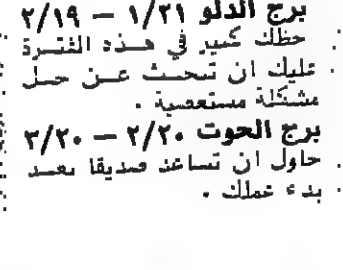 برج الدلو ١/٢١ — ٢/١٩
حظك كبير في هذه الفترة
عليك ان تبحث عن حل
مشكلة مستعصية .
برج الحوت ٢/٢٠ — ٣/٢٠
حاول ان تساعد صديقا بعد
بدء عملك .